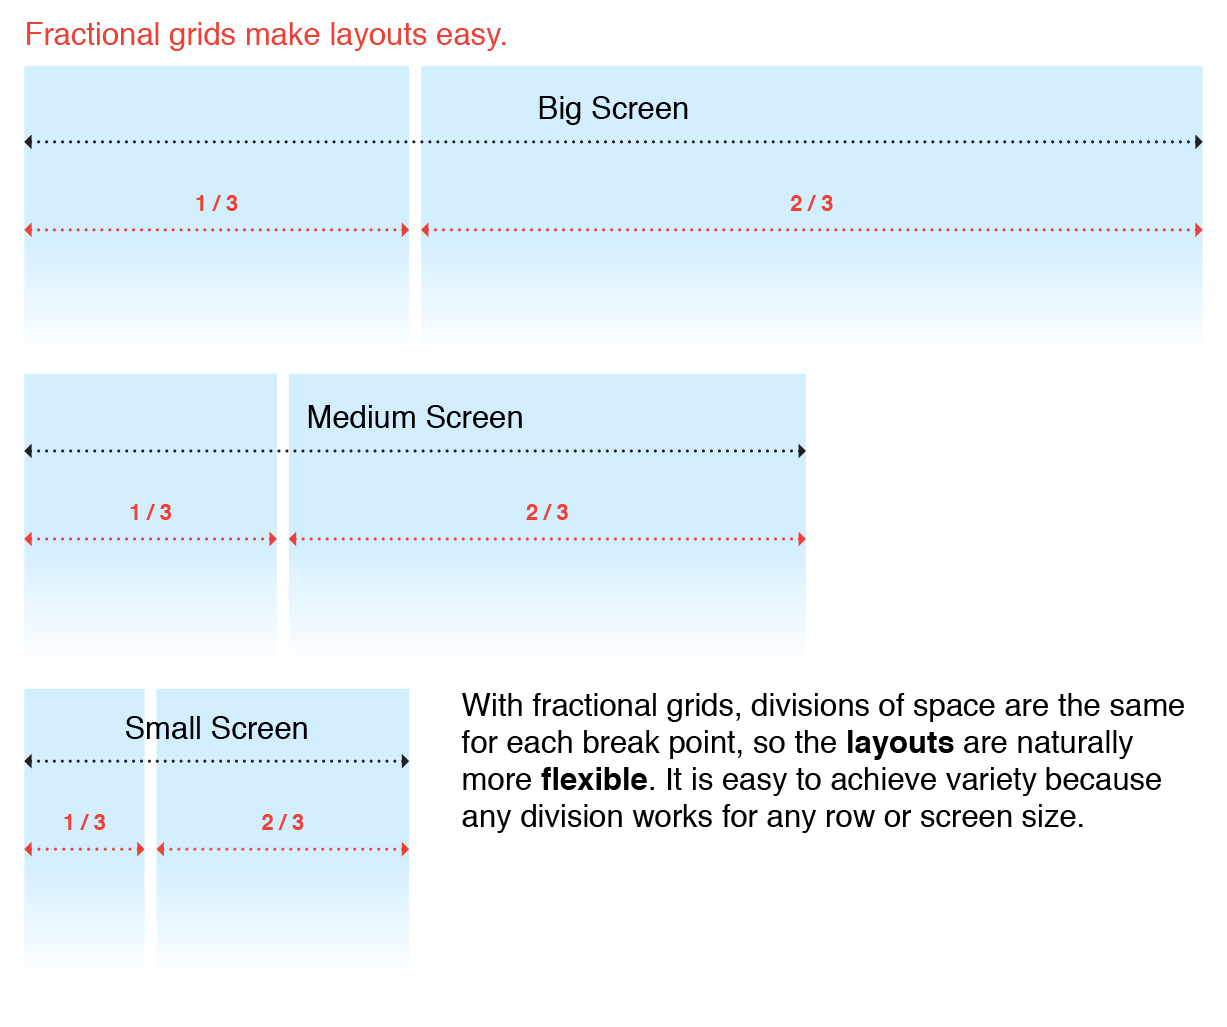 Fractional grids make layouts easy.
Big Screen
1 / 3
2 / 3
Medium Screen
1 / 3
2 / 3
Small Screen
1 / 3
2 / 3
With fractional grids, divisions of space are the same
for each break point, so the layouts are naturally
more flexible. It is easy to achieve variety because
any division works for any row or screen size.